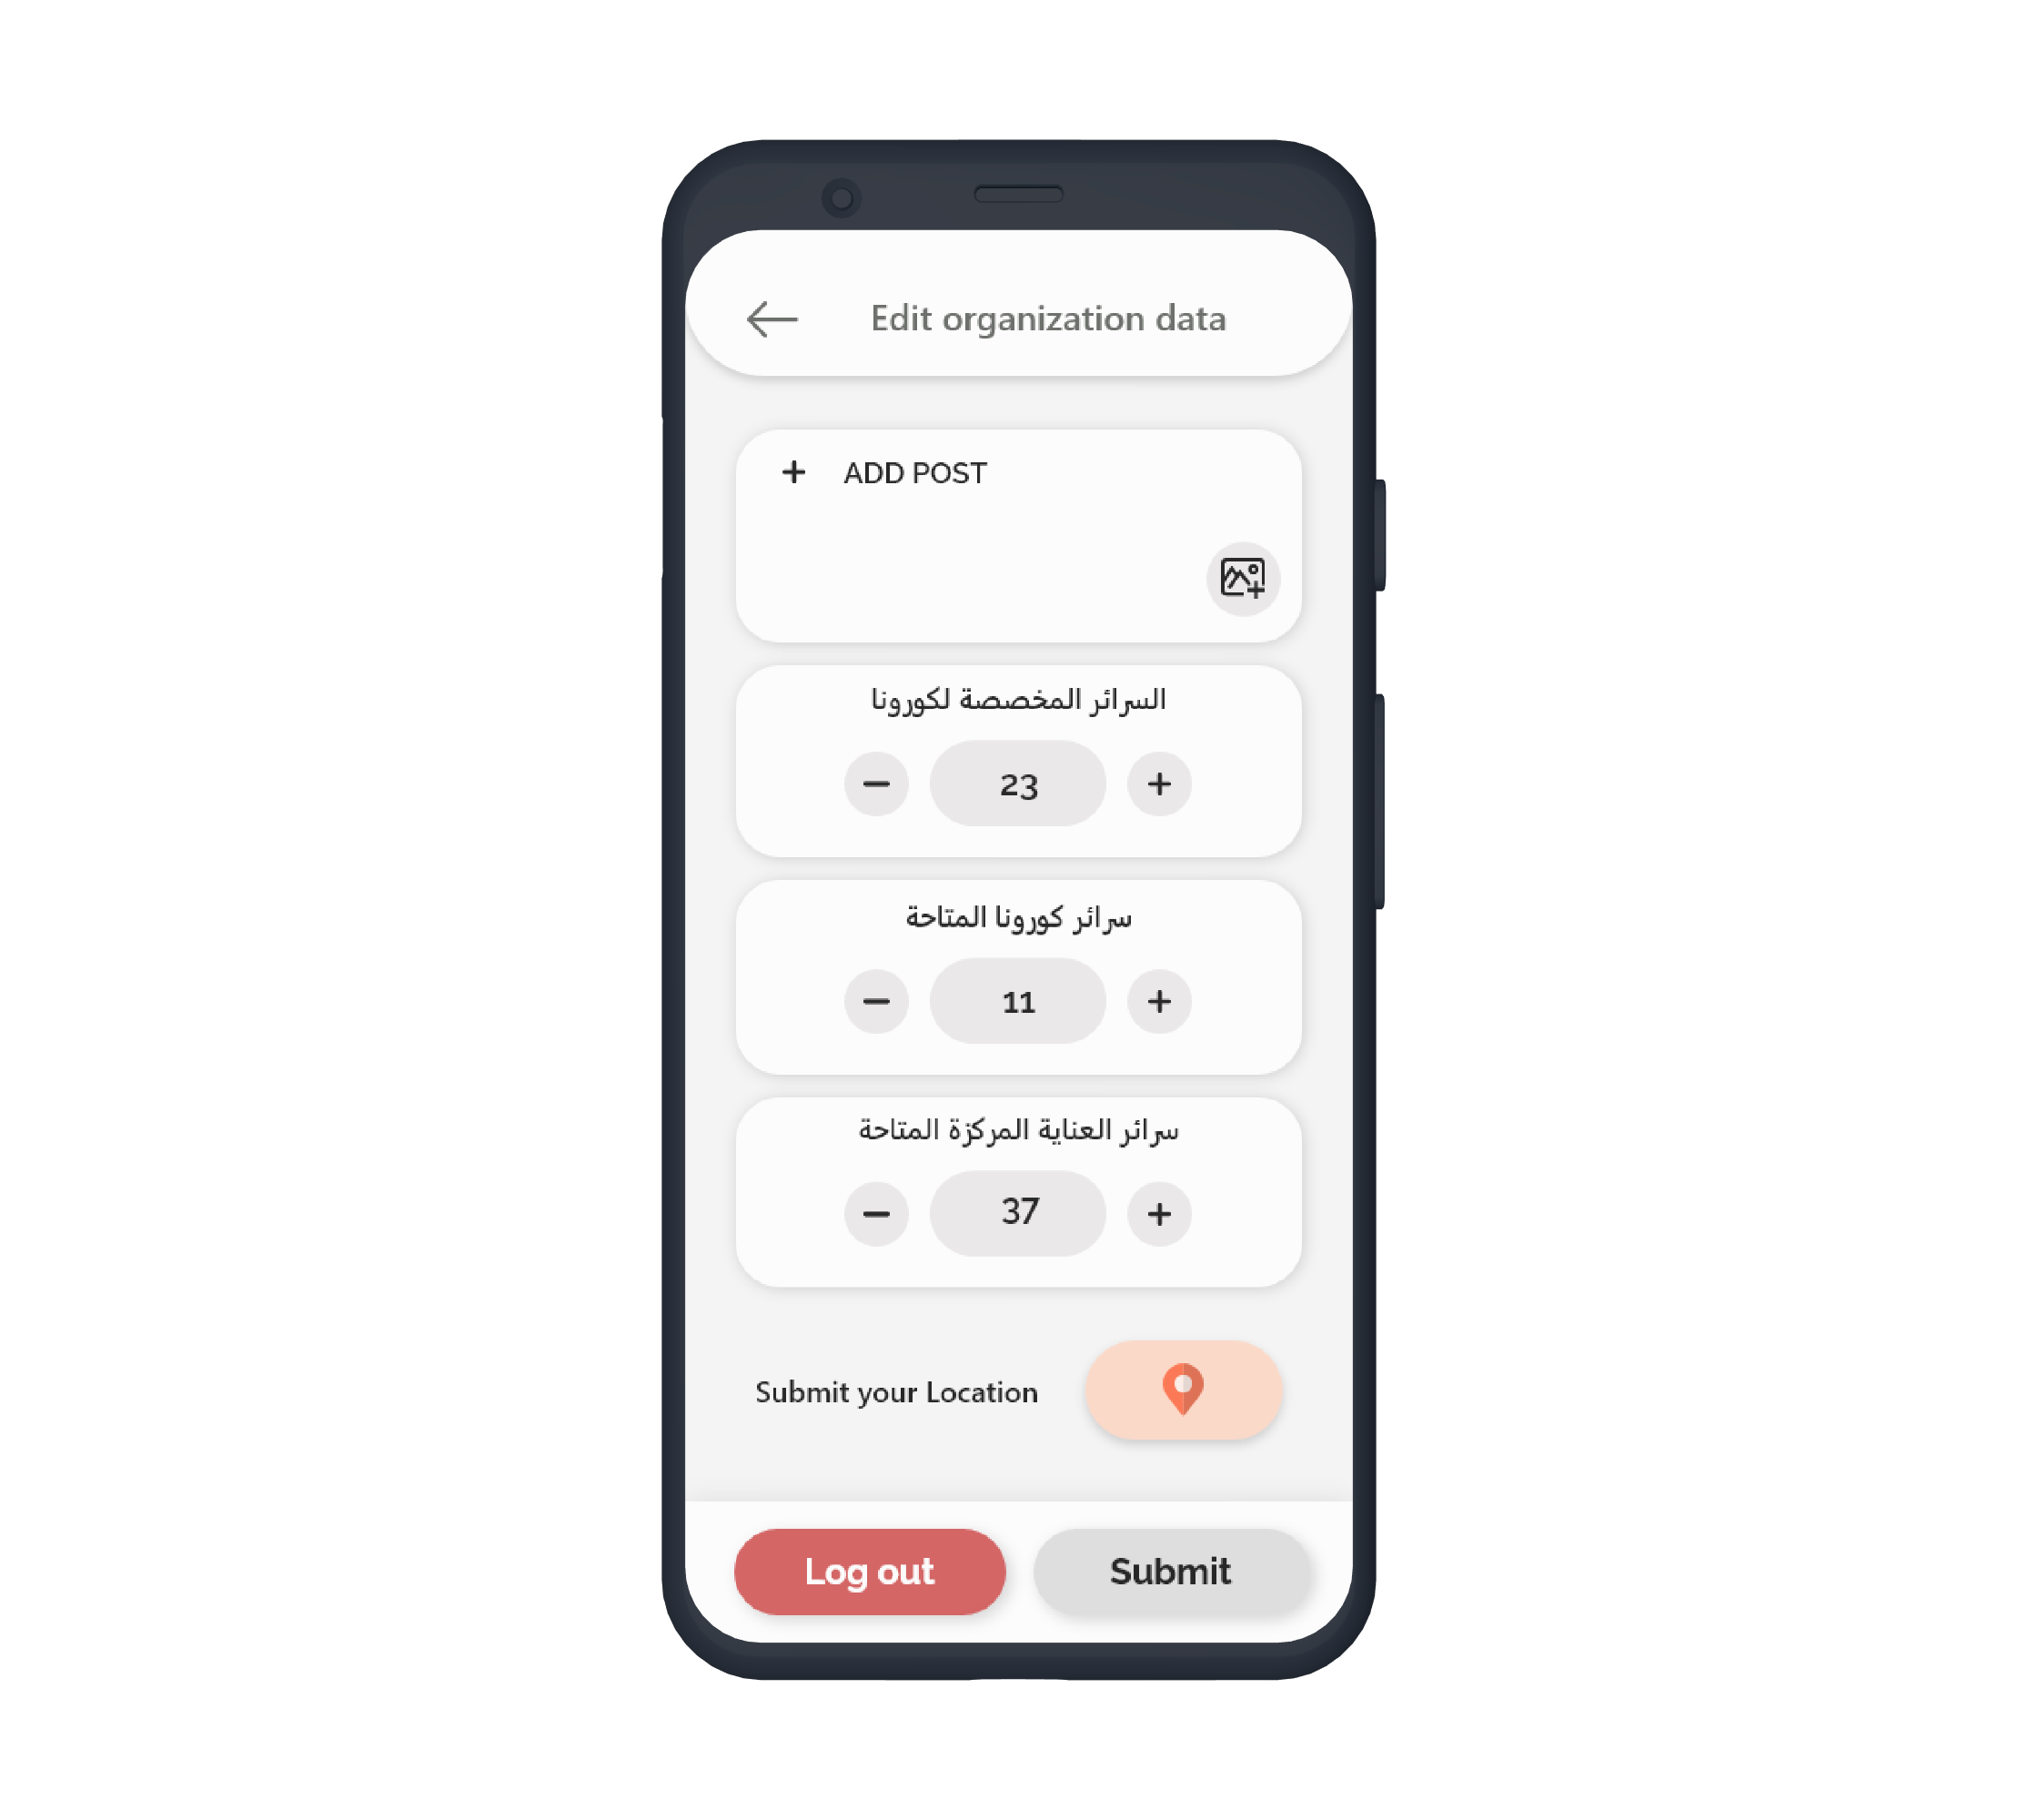 Edit organization data
+ ADD POST
السرائر المخصصة لكورونا
− 23 +
سرائر كورونا المتاحة
− 11 +
سرائر العناية المركزة المتاحة
− 37 +
Submit your Location
Log out
Submit